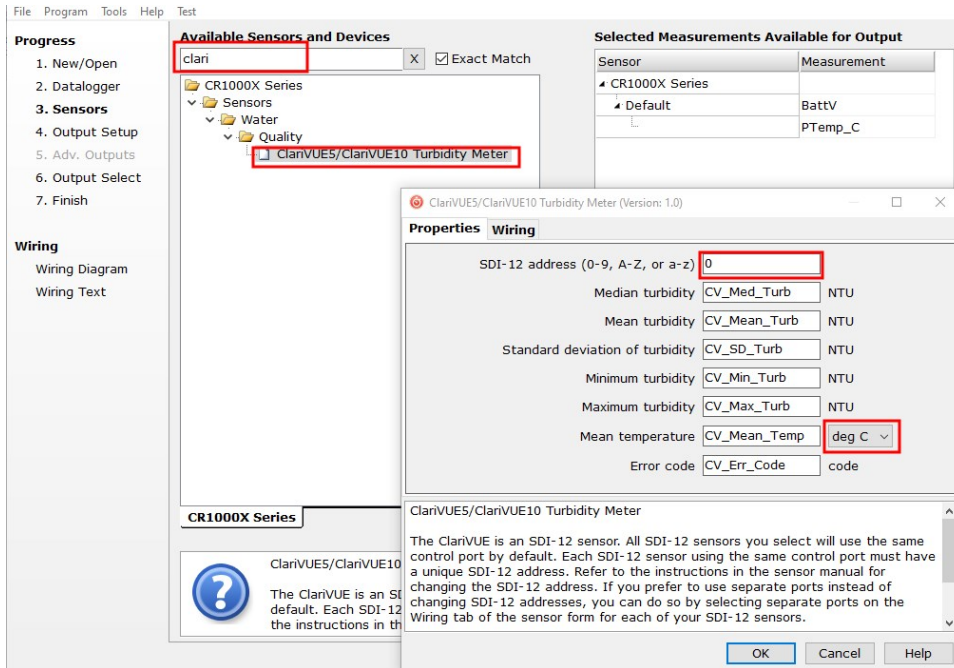 File Program Tools Help Test
Progress
1. New/Open
2. Datalogger
3. Sensors
4. Output Setup
5. Adv. Outputs
6. Output Select
7. Finish
Wiring
Wiring Diagram
Wiring Text
Available Sensors and Devices
clari X Exact Match
CR1000X Series
Sensors
Water
Quality
ClariVUE5/ClariVUE10 Turbidity Meter
CR1000X Series
ClariVUE5/ClariVUE10
The ClariVUE is an SD
default. Each SDI-12
the instructions in th
Selected Measurements Available for Output
Sensor Measurement
CR1000X Series
Default BattV
PTemp_C
ClariVUE5/ClariVUE10 Turbidity Meter (Version: 1.0)
Properties Wiring
SDI-12 address (0-9, A-Z, or a-z) 0
Median turbidity CV_Med_Turb NTU
Mean turbidity CV_Mean_Turb NTU
Standard deviation of turbidity CV_SD_Turb NTU
Minimum turbidity CV_Min_Turb NTU
Maximum turbidity CV_Max_Turb NTU
Mean temperature CV_Mean_Temp deg C
Error code CV_Err_Code code
ClariVUE5/ClariVUE10 Turbidity Meter
The ClariVUE is an SDI-12 sensor. All SDI-12 sensors you select will use the same
control port by default. Each SDI-12 sensor using the same control port must have
a unique SDI-12 address. Refer to the instructions in the sensor manual for
changing the SDI-12 address. If you prefer to use separate ports instead of
changing SDI-12 addresses, you can do so by selecting separate ports on the
Wiring tab of the sensor form for each of your SDI-12 sensors.
OK Cancel Help